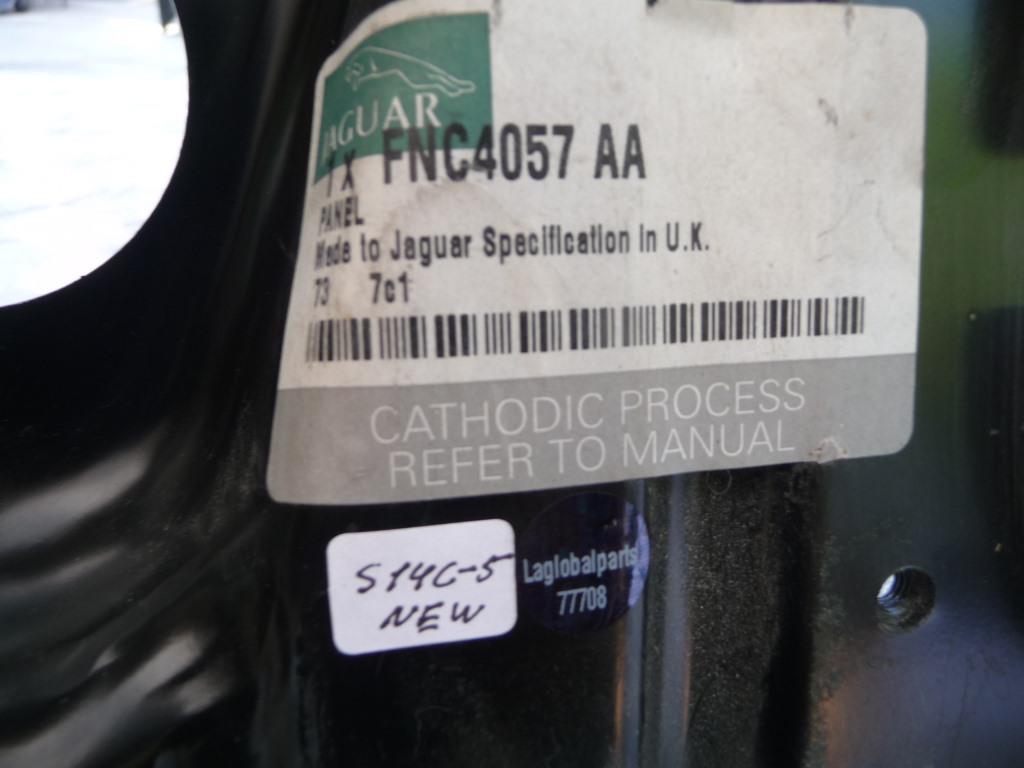 JAGUAR
1 X FNC4057 AA
PANEL
Made to Jaguar Specification in U.K.
73 7c1
CATHODIC PROCESS
REFER TO MANUAL
S14C-5
NEW
Laglobalparts
77708